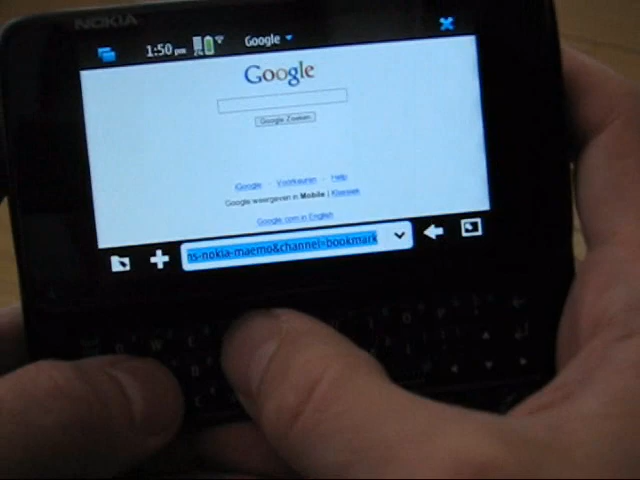 NOKIA
1:50 pm Google
Google
Google Zoeken
Google - Voorkeuren - Help
Google weergeven in Mobile | Klassiek
Google.com in English
ns-nokia-maemo&channel=bookmark